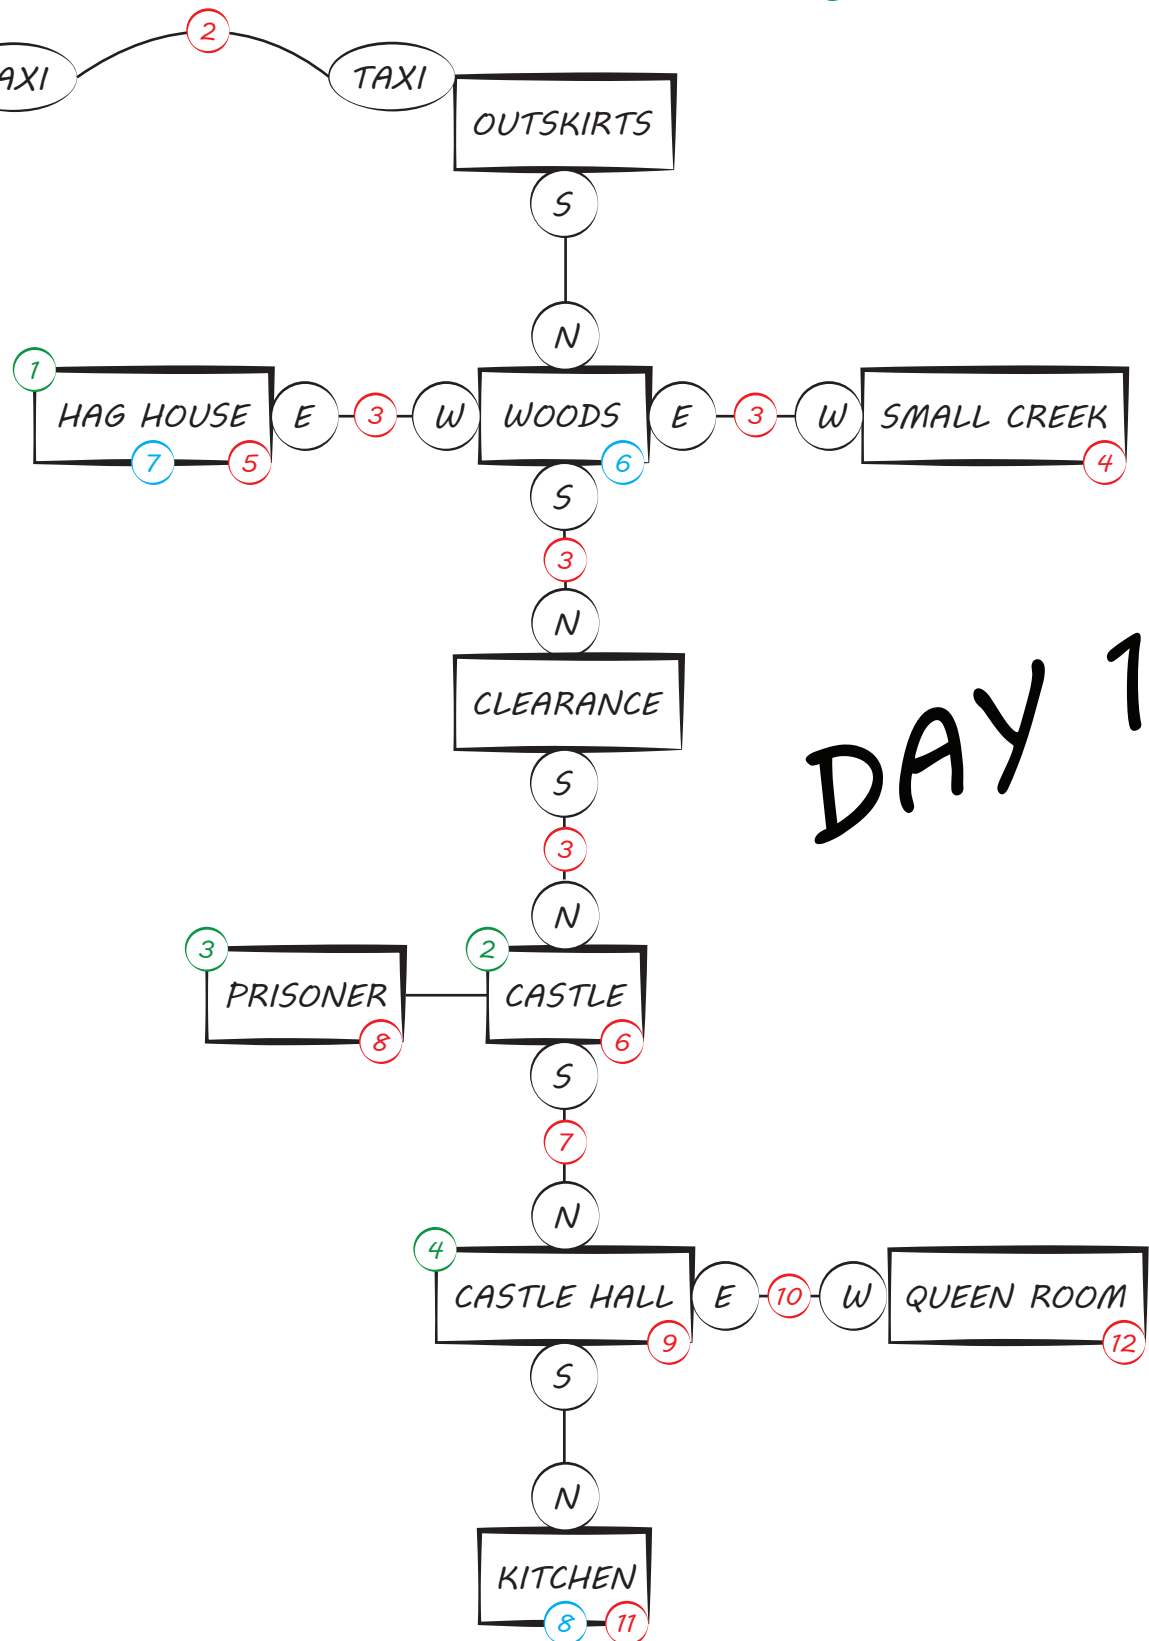 2
AXI
TAXI
OUTSKIRTS
S
N
1
HAG HOUSE
E
3
W
WOODS
E
3
W
SMALL CREEK
7
5
6
4
S
3
N
CLEARANCE
DAY 1
S
3
N
3
2
PRISONER
CASTLE
8
6
S
7
N
4
CASTLE HALL
E
10
W
QUEEN ROOM
9
12
S
N
KITCHEN
8
11